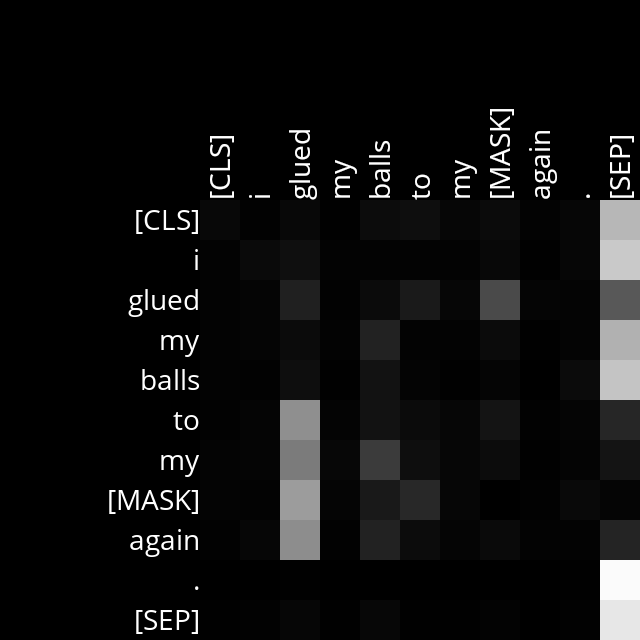 [CLS] i glued my balls to my [MASK] again . [SEP]
[CLS]
i
glued
my
balls
to
my
[MASK]
again
.
[SEP]